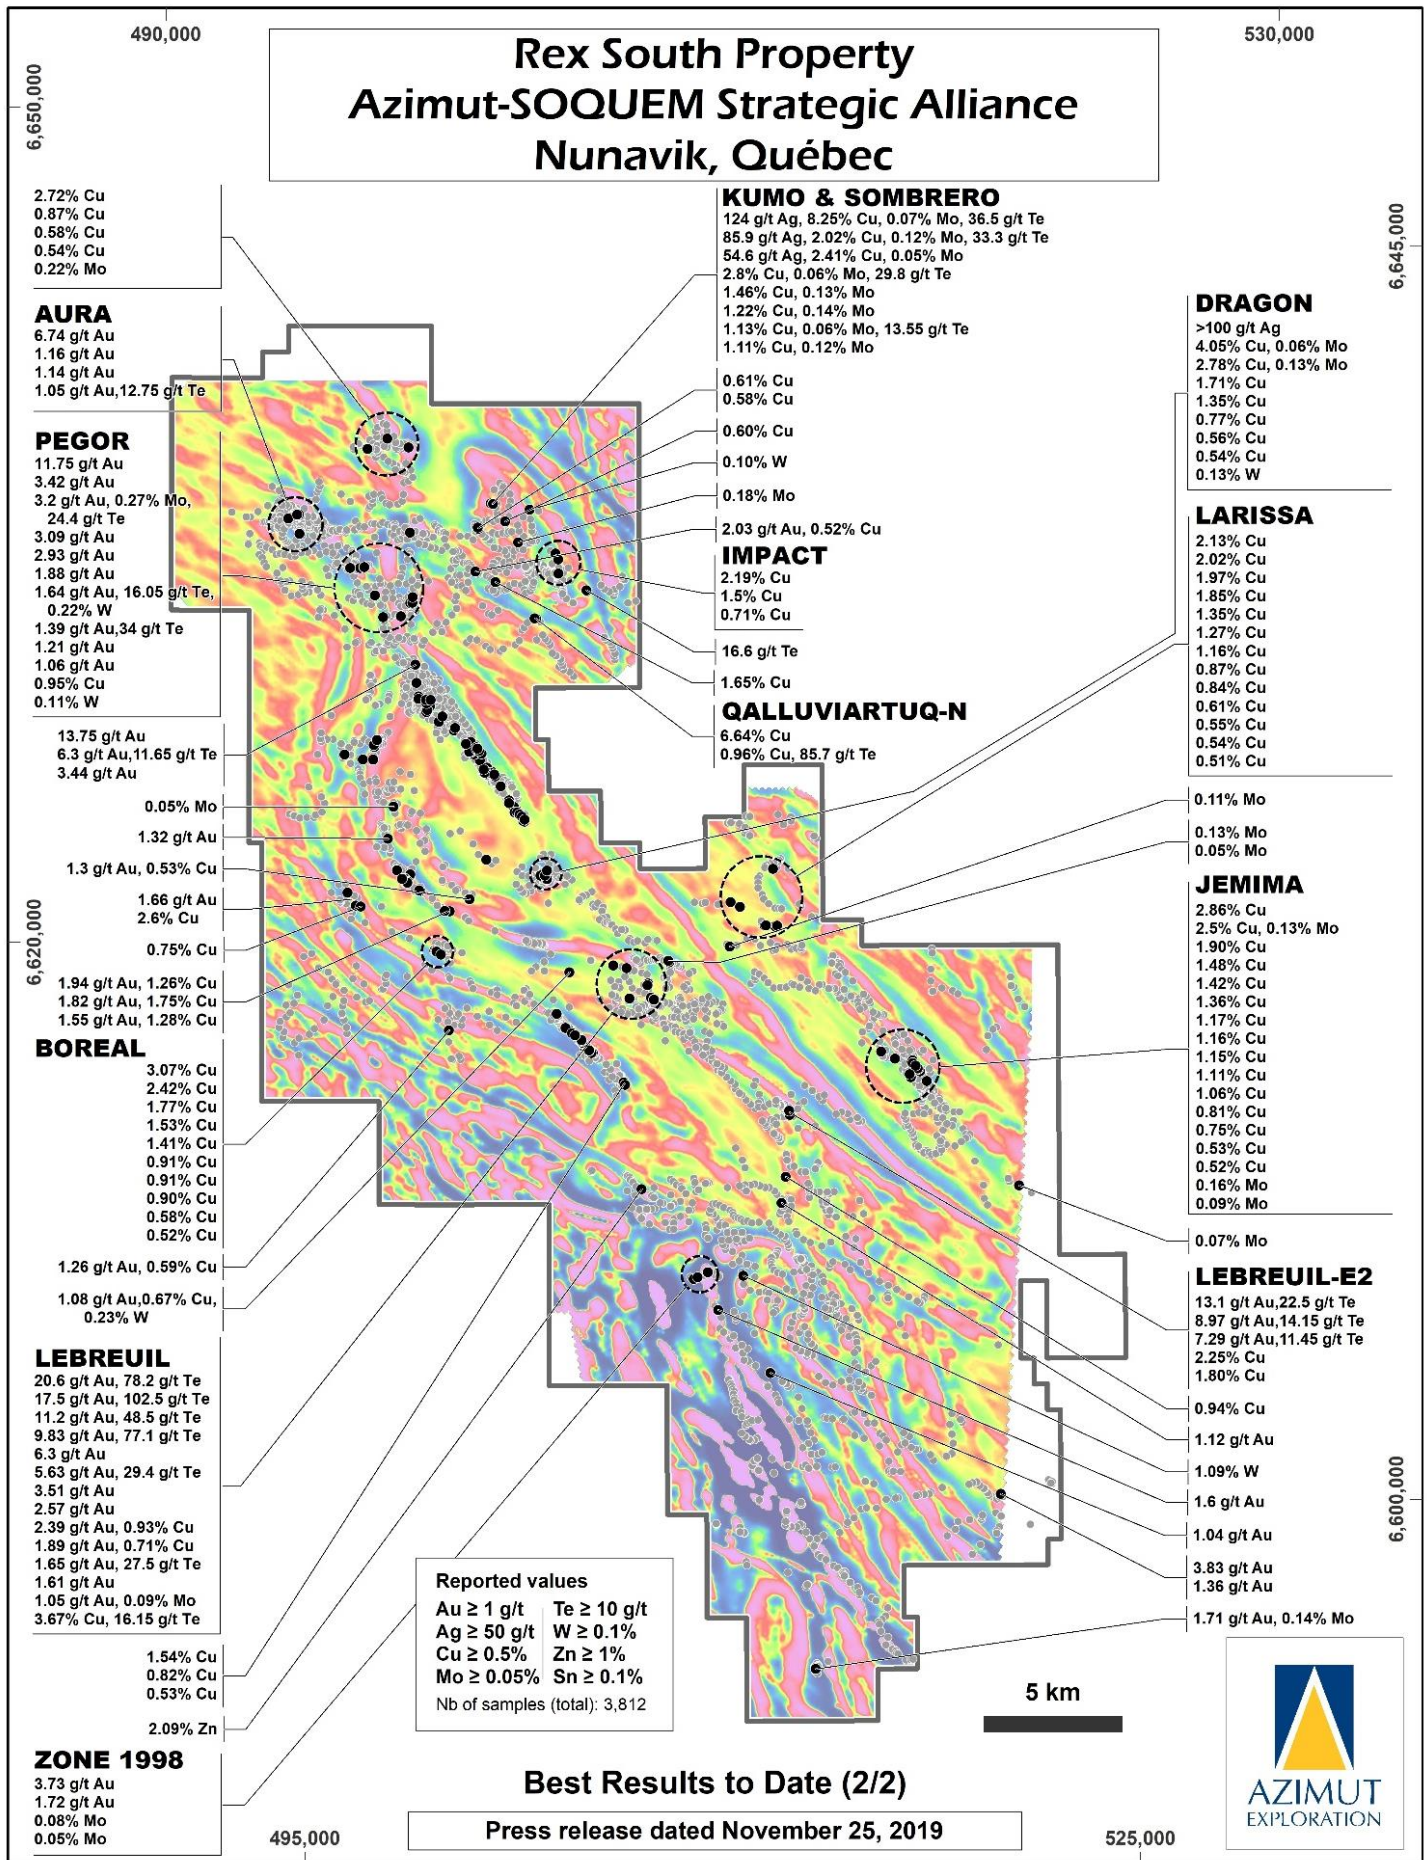 490,000
530,000
6,650,000
Rex South Property
Azimut-SOQUEM Strategic Alliance
Nunavik, Québec
6,645,000
2.72% Cu
0.87% Cu
0.58% Cu
0.54% Cu
0.22% Mo
AURA
6.74 g/t Au
1.16 g/t Au
1.14 g/t Au
1.05 g/t Au,12.75 g/t Te
PEGOR
11.75 g/t Au
3.42 g/t Au
3.2 g/t Au, 0.27% Mo,
24.4 g/t Te
3.09 g/t Au
2.93 g/t Au
1.88 g/t Au
1.64 g/t Au, 16.05 g/t Te,
0.22% W
1.39 g/t Au,34 g/t Te
1.21 g/t Au
1.06 g/t Au
0.95% Cu
0.11% W
13.75 g/t Au
6.3 g/t Au,11.65 g/t Te
3.44 g/t Au
0.05% Mo
1.32 g/t Au
1.3 g/t Au, 0.53% Cu
1.66 g/t Au
2.6% Cu
0.75% Cu
1.94 g/t Au, 1.26% Cu
1.82 g/t Au, 1.75% Cu
1.55 g/t Au, 1.28% Cu
6,620,000
BOREAL
3.07% Cu
2.42% Cu
1.77% Cu
1.53% Cu
1.41% Cu
0.91% Cu
0.91% Cu
0.90% Cu
0.58% Cu
0.52% Cu
1.26 g/t Au, 0.59% Cu
1.08 g/t Au,0.67% Cu,
0.23% W
LEBREUIL
20.6 g/t Au, 78.2 g/t Te
17.5 g/t Au, 102.5 g/t Te
11.2 g/t Au, 48.5 g/t Te
9.83 g/t Au, 77.1 g/t Te
6.3 g/t Au
5.63 g/t Au, 29.4 g/t Te
3.51 g/t Au
2.57 g/t Au
2.39 g/t Au, 0.93% Cu
1.89 g/t Au, 0.71% Cu
1.65 g/t Au, 27.5 g/t Te
1.61 g/t Au
1.05 g/t Au, 0.09% Mo
3.67% Cu, 16.15 g/t Te
1.54% Cu
0.82% Cu
0.53% Cu
2.09% Zn
ZONE 1998
3.73 g/t Au
1.72 g/t Au
0.08% Mo
0.05% Mo
KUMO & SOMBRERO
124 g/t Ag, 8.25% Cu, 0.07% Mo, 36.5 g/t Te
85.9 g/t Ag, 2.02% Cu, 0.12% Mo, 33.3 g/t Te
54.6 g/t Ag, 2.41% Cu, 0.05% Mo
2.8% Cu, 0.06% Mo, 29.8 g/t Te
1.46% Cu, 0.13% Mo
1.22% Cu, 0.14% Mo
1.13% Cu, 0.06% Mo, 13.55 g/t Te
1.11% Cu, 0.12% Mo
0.61% Cu
0.58% Cu
0.60% Cu
0.10% W
0.18% Mo
2.03 g/t Au, 0.52% Cu
IMPACT
2.19% Cu
1.5% Cu
0.71% Cu
16.6 g/t Te
1.65% Cu
QALLUVIARTUQ-N
6.64% Cu
0.96% Cu, 85.7 g/t Te
DRAGON
>100 g/t Ag
4.05% Cu, 0.06% Mo
2.78% Cu, 0.13% Mo
1.71% Cu
1.35% Cu
0.77% Cu
0.56% Cu
0.54% Cu
0.13% W
LARISSA
2.13% Cu
2.02% Cu
1.97% Cu
1.85% Cu
1.35% Cu
1.27% Cu
1.16% Cu
0.87% Cu
0.84% Cu
0.61% Cu
0.55% Cu
0.54% Cu
0.51% Cu
0.11% Mo
0.13% Mo
0.05% Mo
JEMIMA
2.86% Cu
2.5% Cu, 0.13% Mo
1.90% Cu
1.48% Cu
1.42% Cu
1.36% Cu
1.17% Cu
1.16% Cu
1.15% Cu
1.11% Cu
1.06% Cu
0.81% Cu
0.75% Cu
0.53% Cu
0.52% Cu
0.16% Mo
0.09% Mo
0.07% Mo
LEBREUIL-E2
13.1 g/t Au,22.5 g/t Te
8.97 g/t Au,14.15 g/t Te
7.29 g/t Au,11.45 g/t Te
2.25% Cu
1.80% Cu
0.94% Cu
1.12 g/t Au
1.09% W
1.6 g/t Au
1.04 g/t Au
3.83 g/t Au
1.36 g/t Au
1.71 g/t Au, 0.14% Mo
6,600,000
Reported values
Au ≥ 1 g/t Te ≥ 10 g/t
Ag ≥ 50 g/t W ≥ 0.1%
Cu ≥ 0.5% Zn ≥ 1%
Mo ≥ 0.05% Sn ≥ 0.1%
Nb of samples (total): 3,812
5 km
Best Results to Date (2/2)
Press release dated November 25, 2019
AZIMUT
EXPLORATION
495,000
525,000